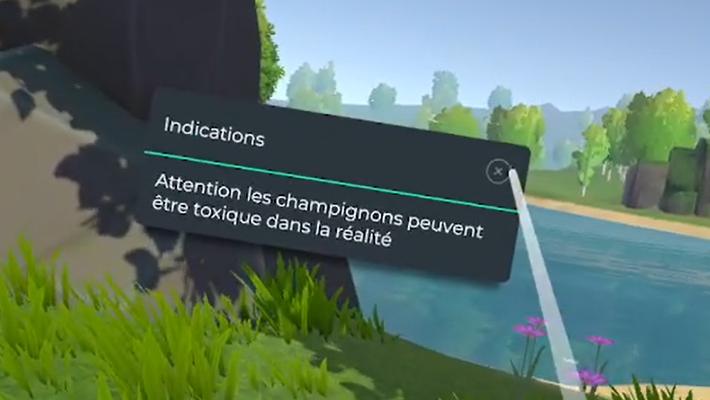 Indications
Attention les champignons peuvent
être toxique dans la réalité